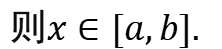 则x ∈ [a, b].